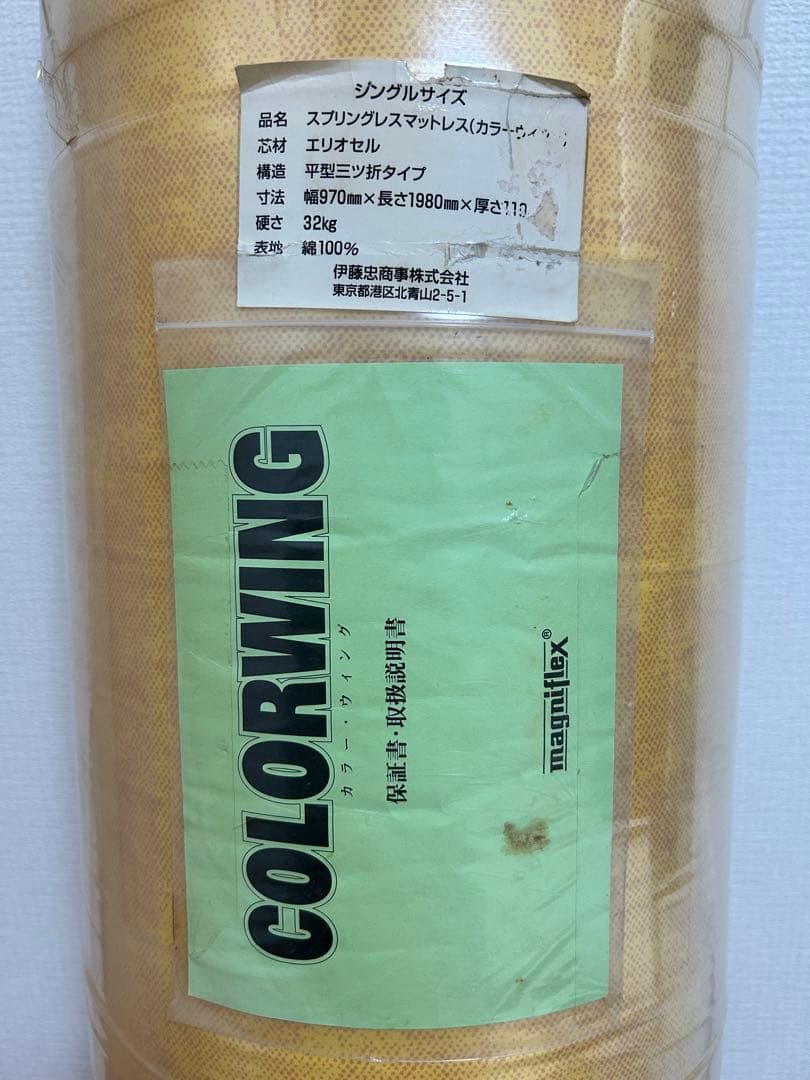 シングルサイズ
品名 スプリングレスマットレス(カラーウィ
芯材 エリオセル
構造 平型三ツ折タイプ
寸法 幅970㎜×長さ1980㎜×厚さ110
硬さ 32kg
表地 綿100%
伊藤忠商事株式会社
東京都港区北青山2-5-1
COLORWING
カラー・ウィング
保証書・取扱説明書
magniflex®